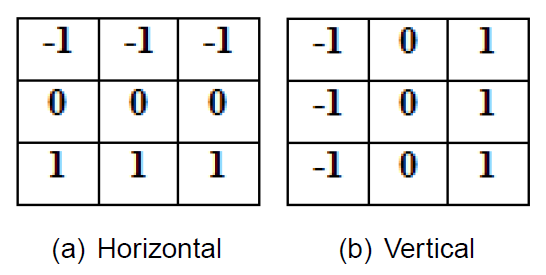 -1 -1 -1
0 0 0
1 1 1
-1 0 1
-1 0 1
-1 0 1
(a) Horizontal
(b) Vertical